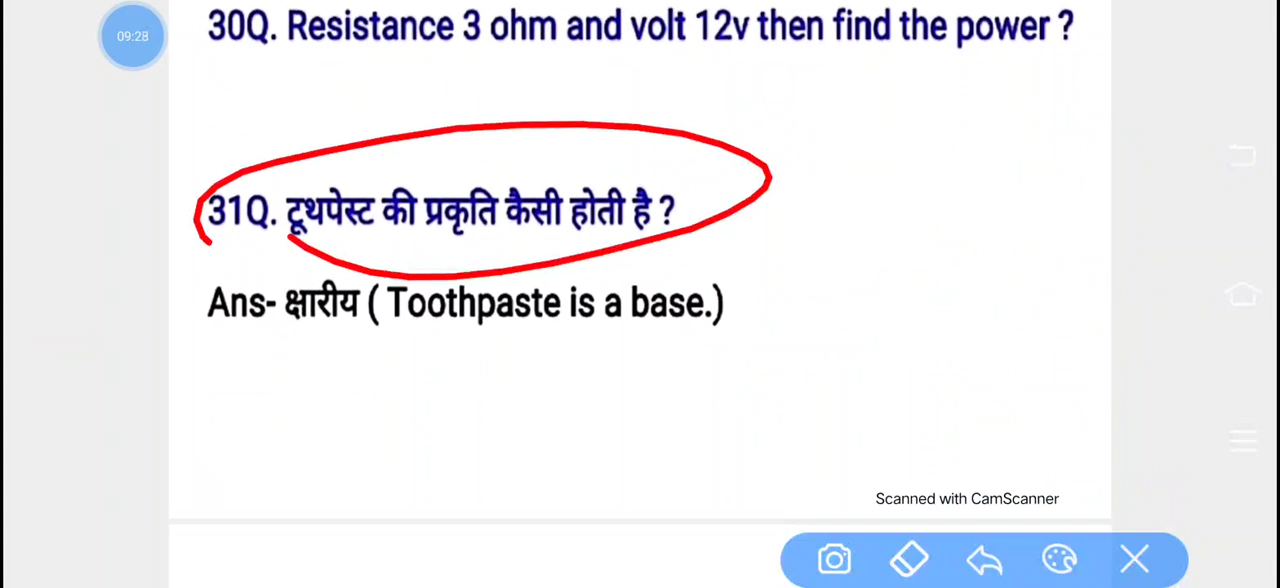 09:28
30Q. Resistance 3 ohm and volt 12v then find the power ?
31Q. टूथपेस्ट की प्रकृति कैसी होती है ?
Ans- क्षारीय ( Toothpaste is a base.)
Scanned with CamScanner